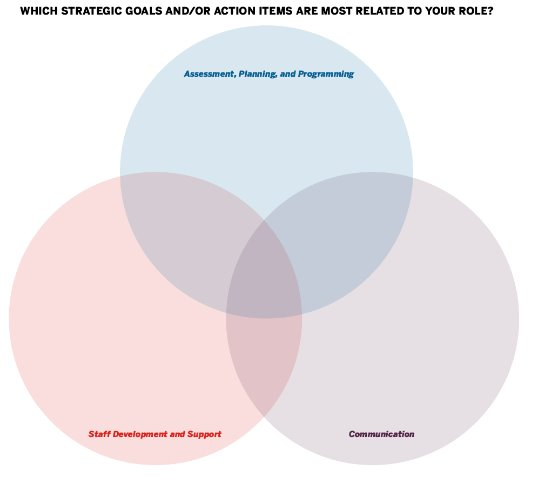 WHICH STRATEGIC GOALS AND/OR ACTION ITEMS ARE MOST RELATED TO YOUR ROLE?
Assessment, Planning, and Programming
Staff Development and Support
Communication